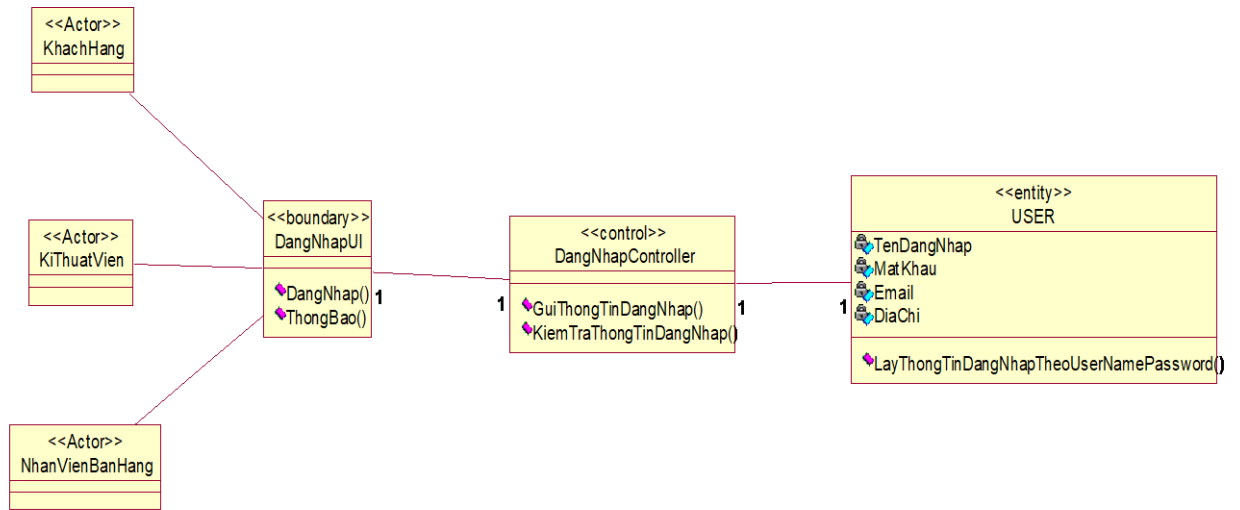 <<Actor>>
KhachHang
<<Actor>>
KiThuatVien
<<Actor>>
NhanVienBanHang
<<boundary>>
DangNhapUI
DangNhap()
ThongBao()
1
1
<<control>>
DangNhapController
GuiThongTinDangNhap()
KiemTraThongTinDangNhap()
1
1
<<entity>>
USER
TenDangNhap
MatKhau
Email
DiaChi
LayThongTinDangNhapTheoUserNamePassword()